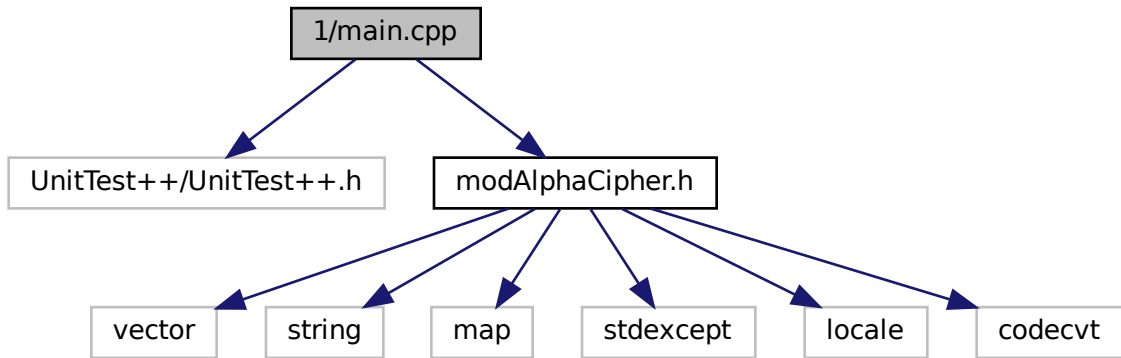 1/main.cpp
UnitTest++/UnitTest++.h
modAlphaCipher.h
vector
string
map
stdexcept
locale
codecvt